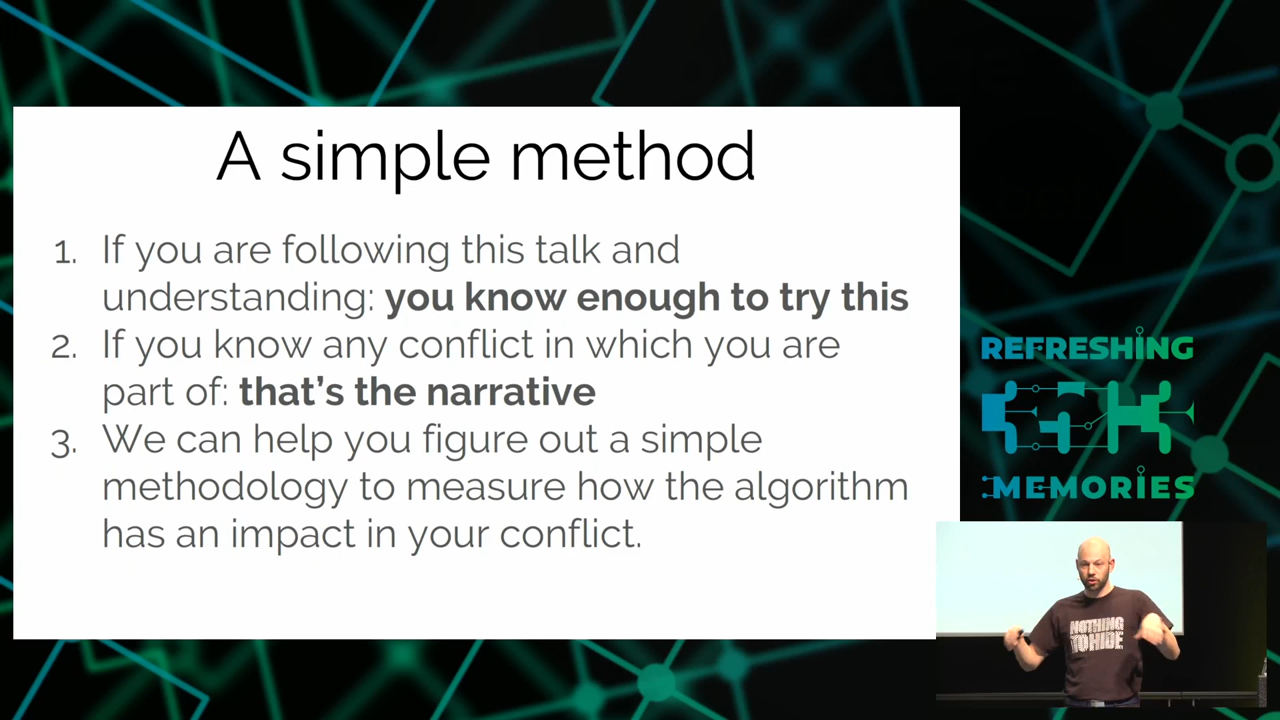 A simple method
1. If you are following this talk and
understanding: you know enough to try this
2. If you know any conflict in which you are
part of: that's the narrative
3. We can help you figure out a simple
methodology to measure how the algorithm
has an impact in your conflict.
REFRESHING
35C3
MEMORIES
NOTHING
TO HIDE